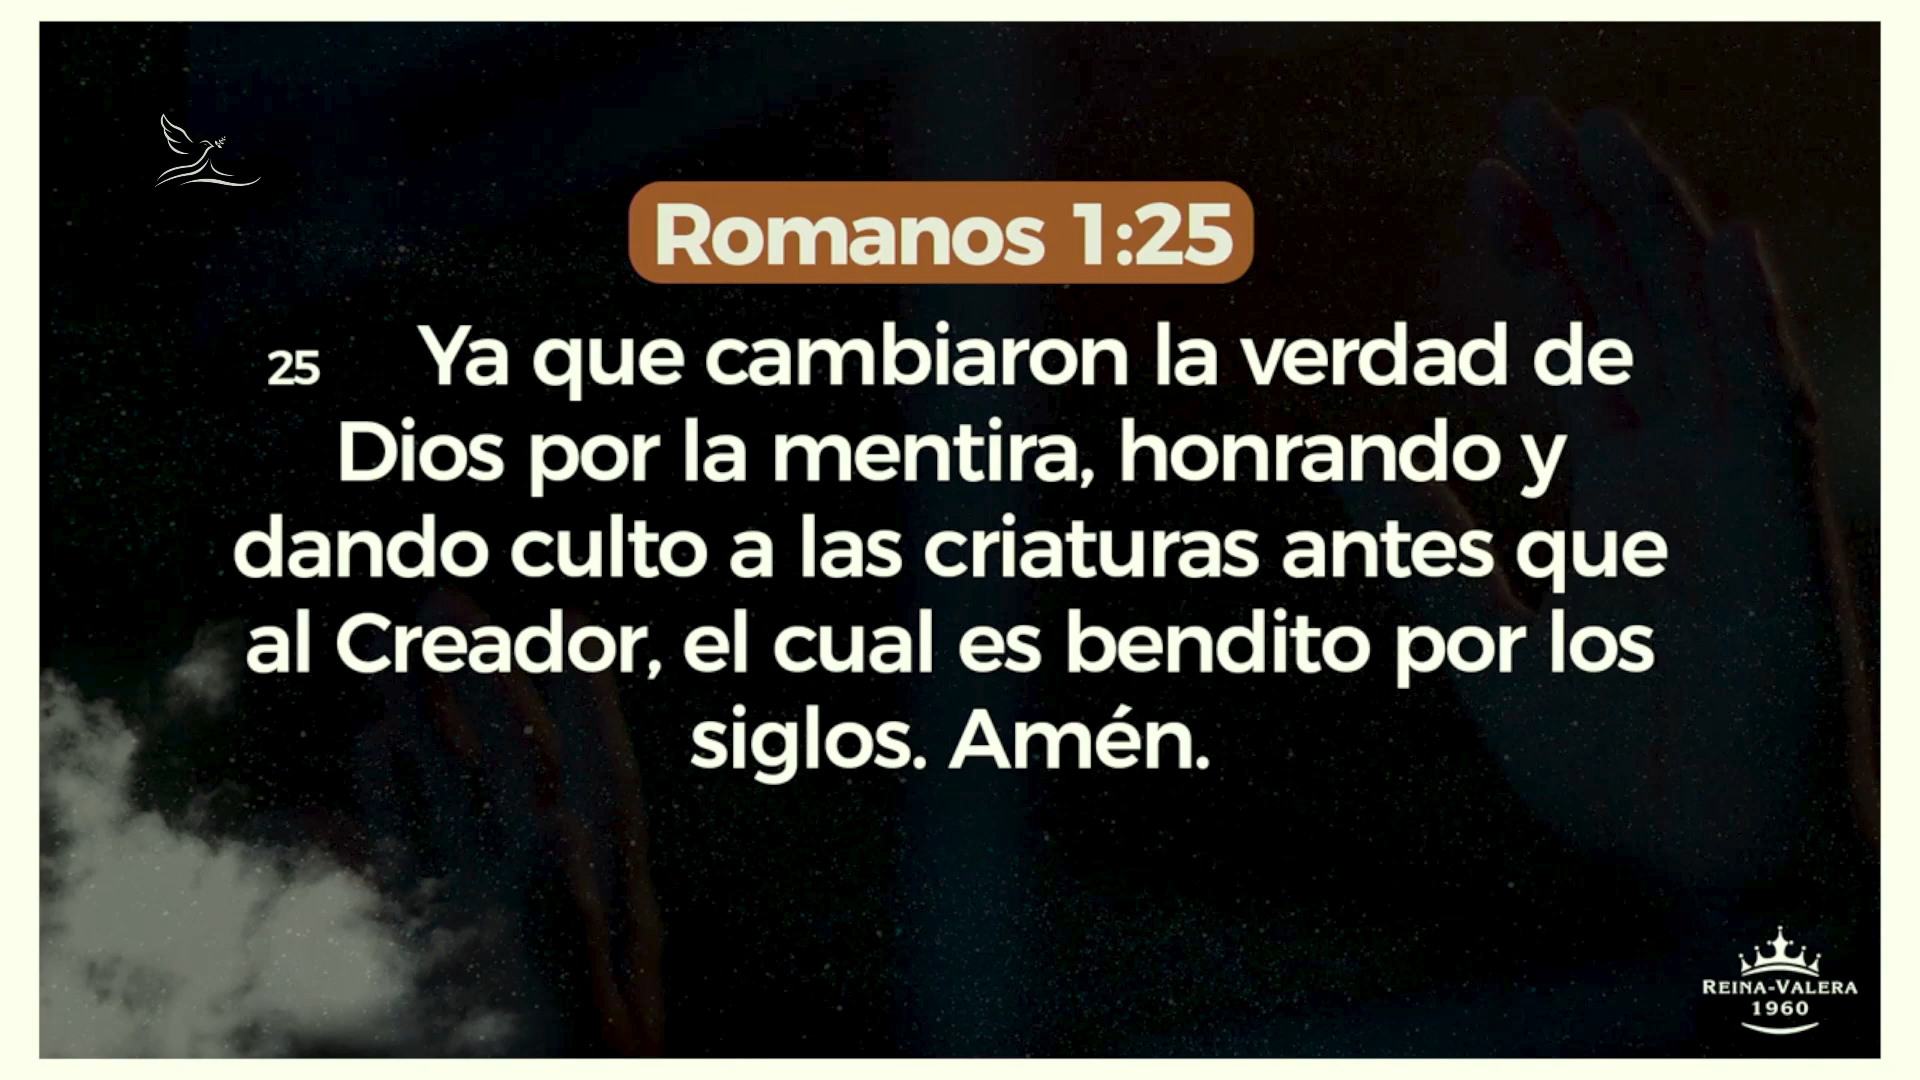 Romanos 1:25
25 Ya que cambiaron la verdad de
Dios por la mentira, honrando y
dando culto a las criaturas antes que
al Creador, el cual es bendito por los
siglos. Amén.
REINA-VALERA
1960